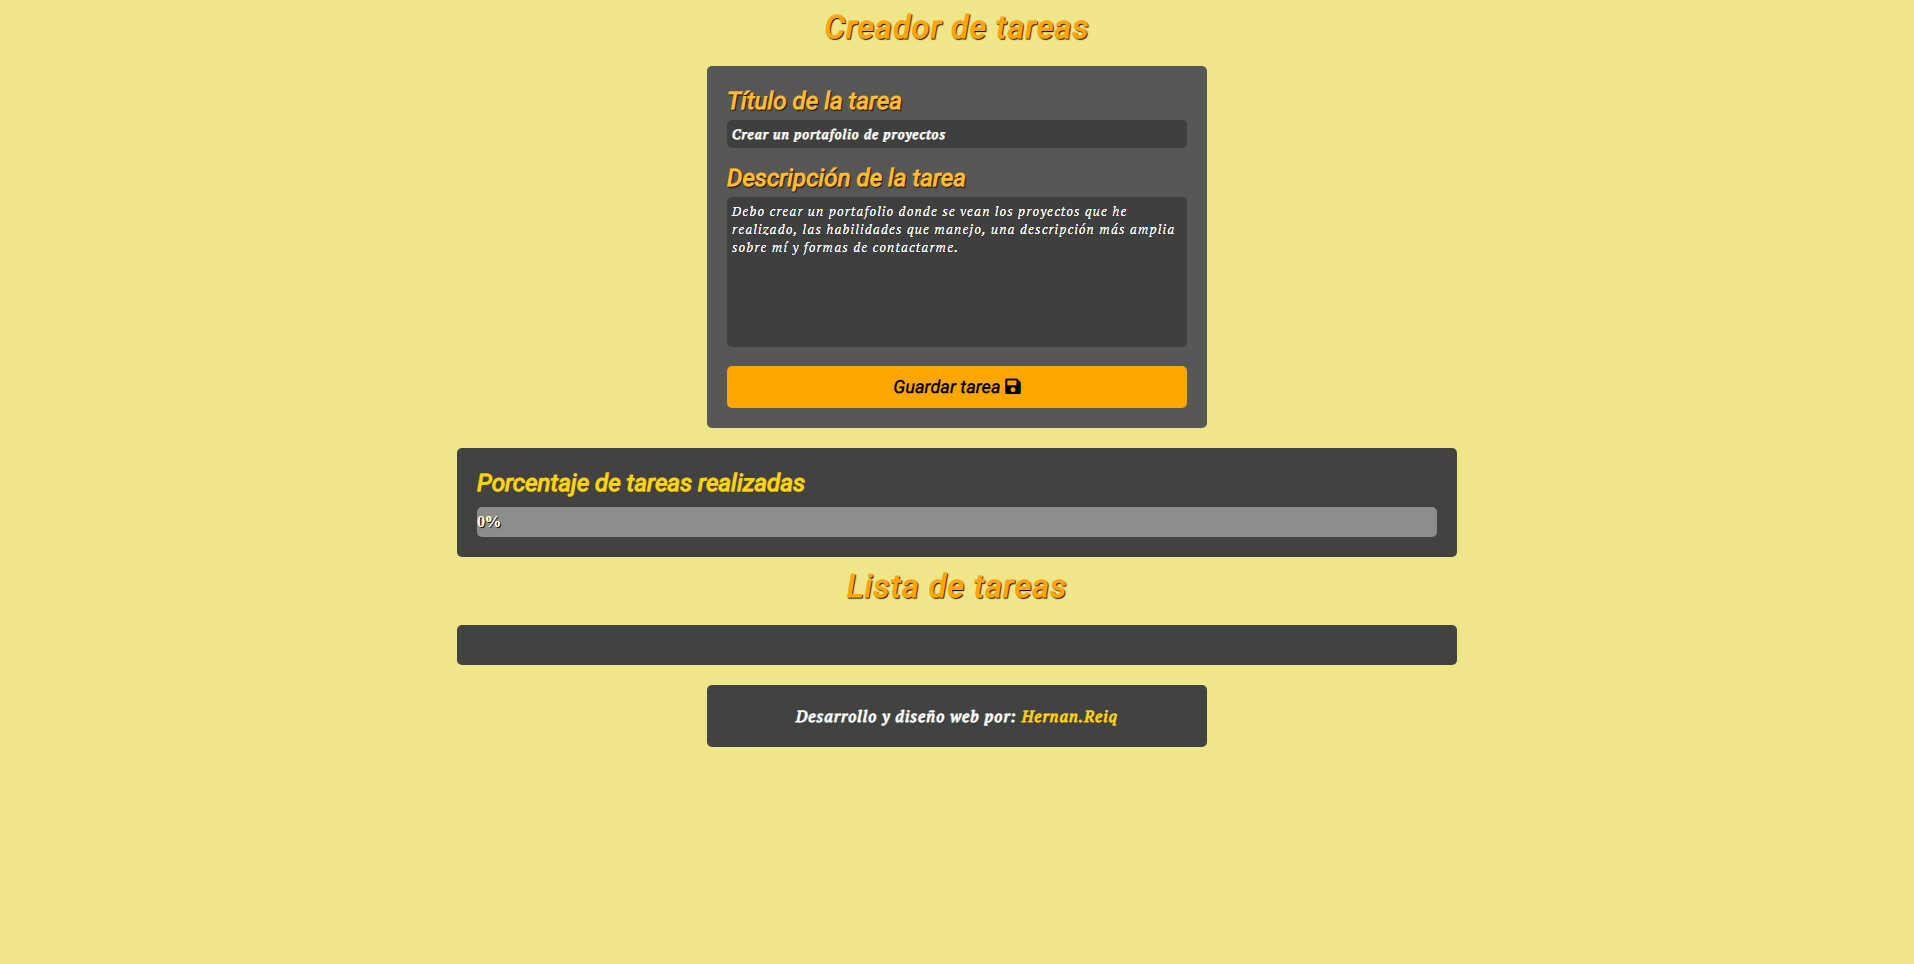 Creador de tareas
Título de la tarea
Crear un portafolio de proyectos
Descripción de la tarea
Debo crear un portafolio donde se vean los proyectos que he
realizado, las habilidades que manejo, una descripción más amplia
sobre mí y formas de contactarme.
Guardar tarea
Porcentaje de tareas realizadas
0%
Lista de tareas
Desarrollo y diseño web por: Hernan.Reiq